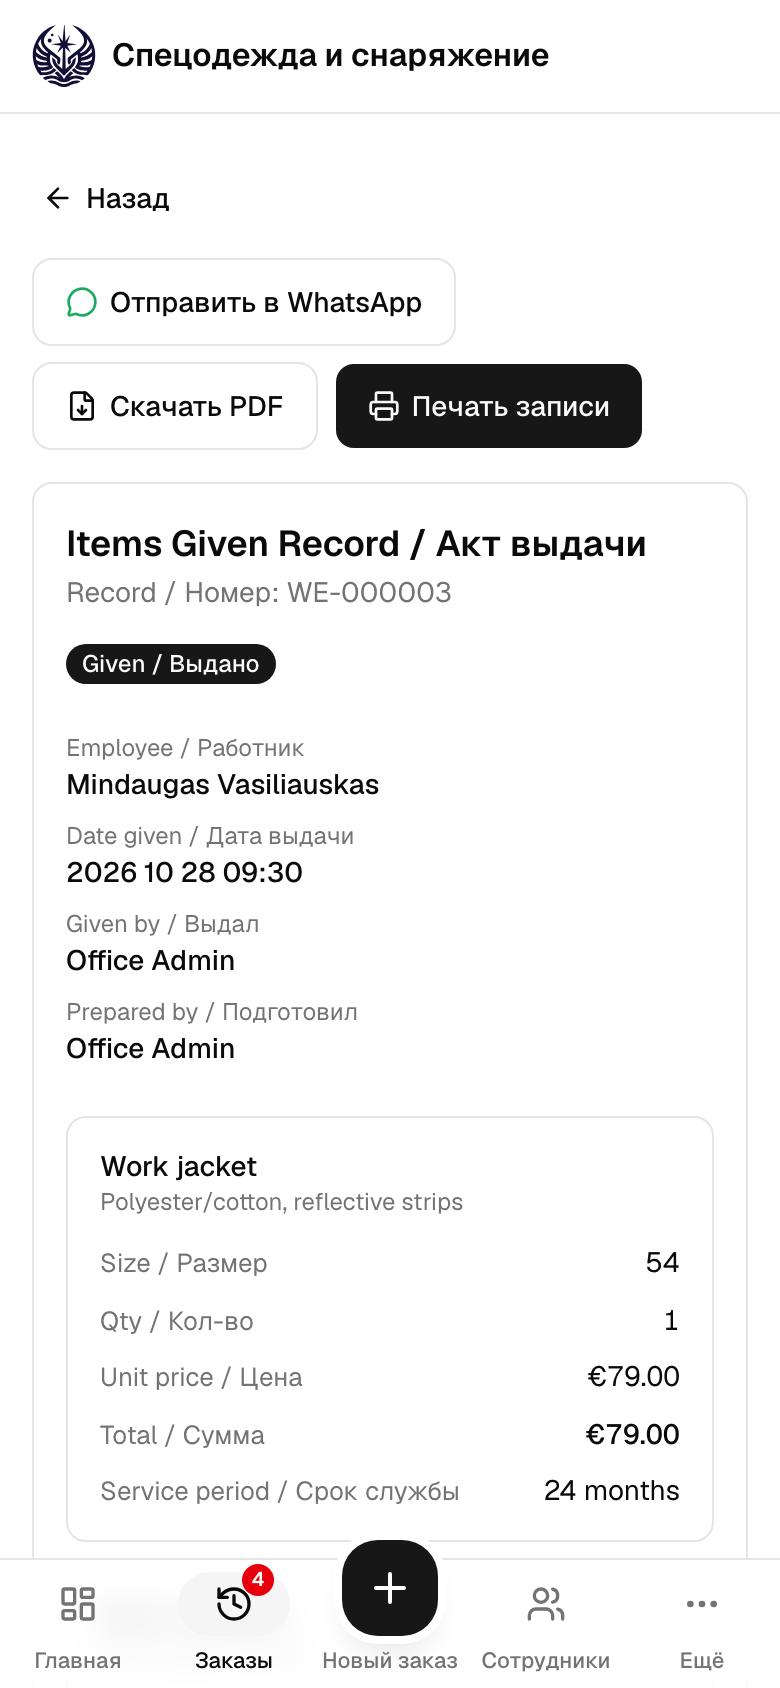 Спецодежда и снаряжение
Назад
Отправить в WhatsApp
Скачать PDF
Печать записи
Items Given Record / Акт выдачи
Record / Номер: WE-000003
Given / Выдано
Employee / Работник
Mindaugas Vasiliauskas
Date given / Дата выдачи
2026 10 28 09:30
Given by / Выдал
Office Admin
Prepared by / Подготовил
Office Admin
Work jacket
Polyester/cotton, reflective strips
Size / Размер 54
Qty / Кол-во 1
Unit price / Цена €79.00
Total / Сумма €79.00
Service period / Срок службы 24 months
4
Главная Заказы Новый заказ Сотрудники Ещё